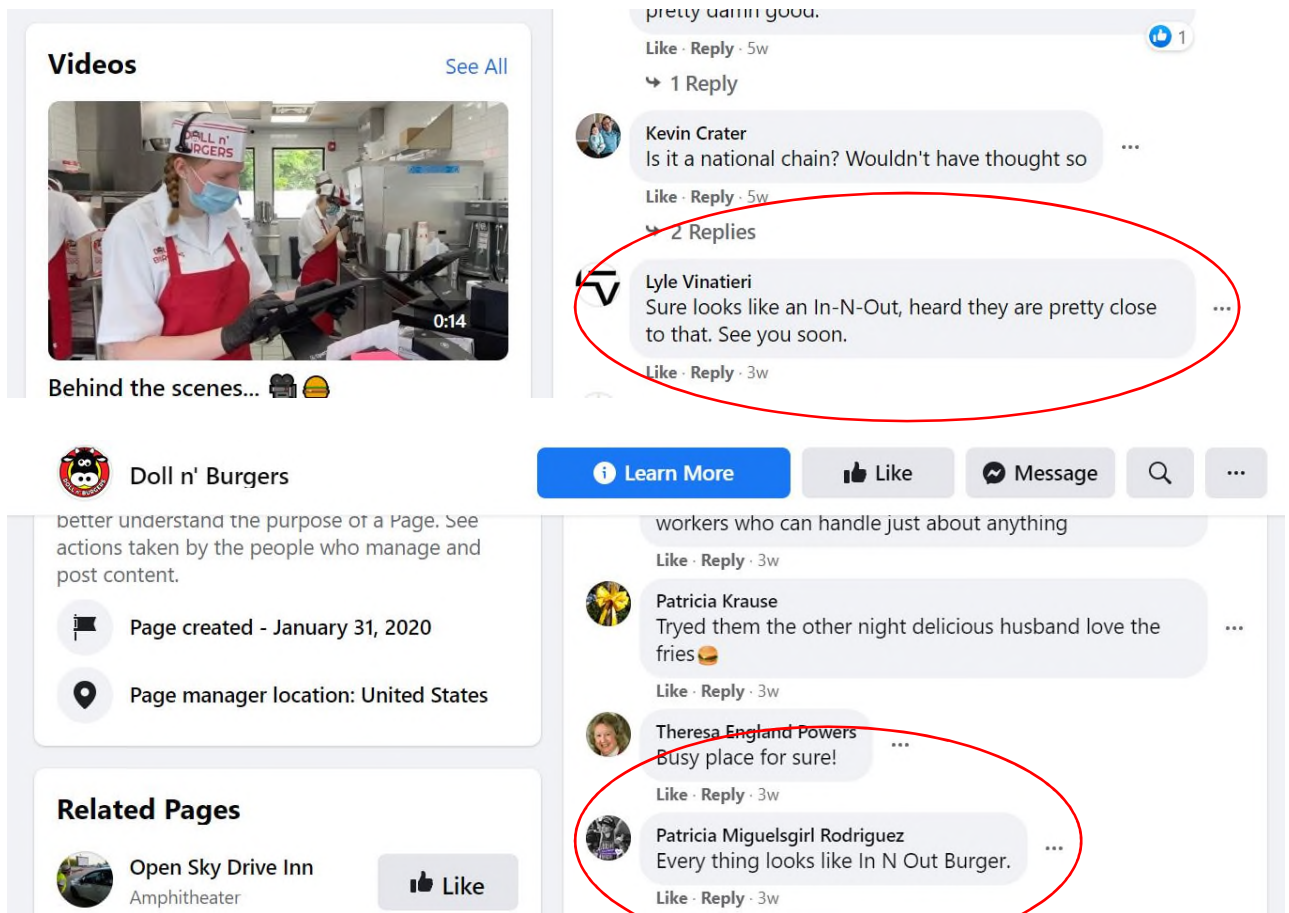 pretty damn good.
Like · Reply · 5w
1
1 Reply
Videos
See All
DOLL n'
BURGERS
0:14
Behind the scenes... 🎥🍔
Kevin Crater
Is it a national chain? Wouldn't have thought so
Like · Reply · 5w
2 Replies
Lyle Vinatieri
Sure looks like an In-N-Out, heard they are pretty close
to that. See you soon.
Like · Reply · 3w
Doll n' Burgers
Learn More
Like
Message
better understand the purpose of a Page. See
actions taken by the people who manage and
post content.
Page created - January 31, 2020
Page manager location: United States
Related Pages
Open Sky Drive Inn
Amphitheater
Like
workers who can handle just about anything
Like · Reply · 3w
Patricia Krause
Tryed them the other night delicious husband love the
fries🍔
Like · Reply · 3w
Theresa England Powers
Busy place for sure!
Like · Reply · 3w
Patricia Miguelsgirl Rodriguez
Every thing looks like In N Out Burger.
Like · Reply · 3w